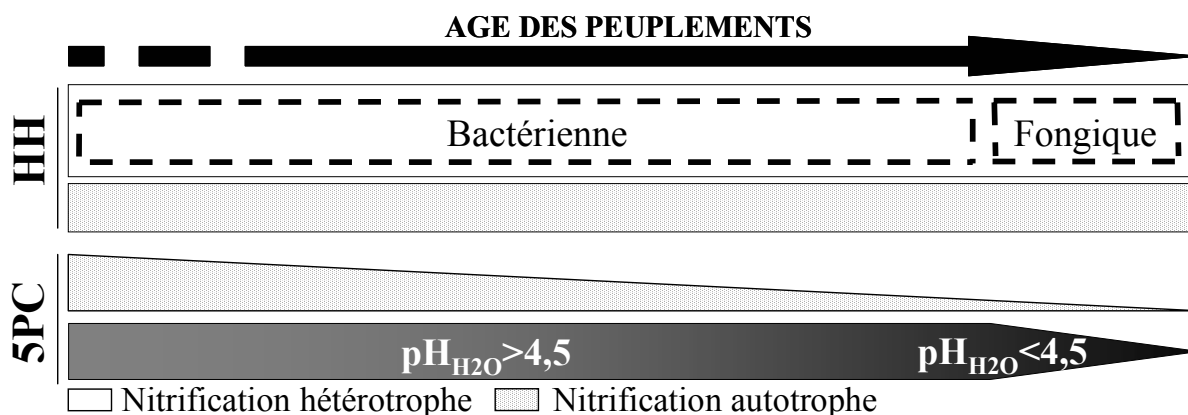 AGE DES PEUPLEMENTS
HH
Bactérienne
Fongique
5PC
pHH2O>4,5
pHH2O<4,5
Nitrification hétérotrophe
Nitrification autotrophe